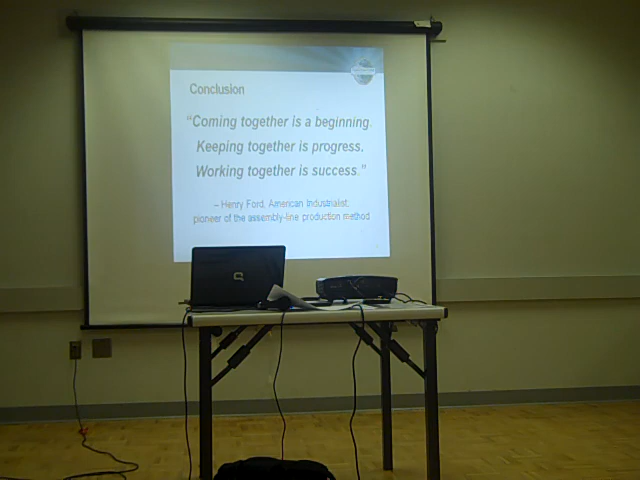 Conclusion
“Coming together is a beginning.
Keeping together is progress.
Working together is success.”
– Henry Ford, American Industrialist,
pioneer of the assembly-line production method